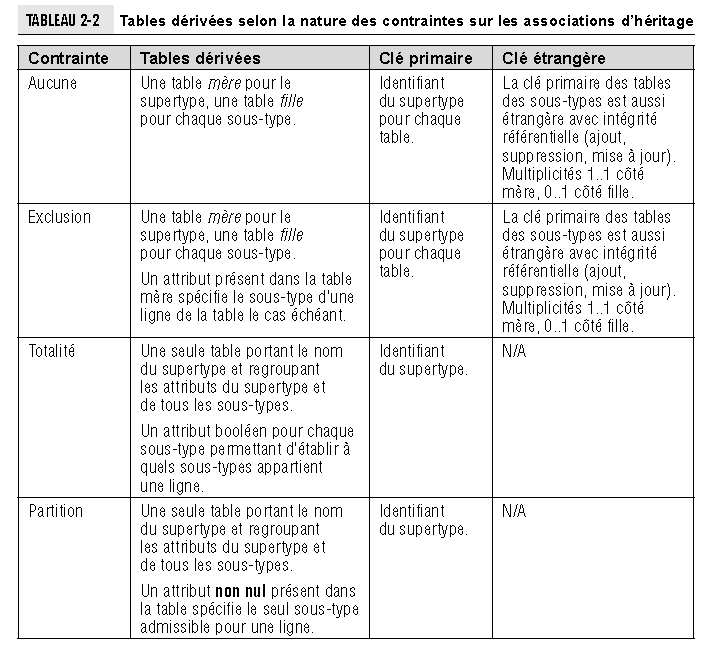 TABLEAU 2-2 Tables dérivées selon la nature des contraintes sur les associations d'héritage
Contrainte Tables dérivées Clé primaire Clé étrangère
Aucune
Une table mère pour le
supertype, une table fille
pour chaque sous-type.
Identifiant
du supertype
pour chaque
table.
La clé primaire des tables
des sous-types est aussi
étrangère avec intégrité
référentielle (ajout,
suppression, mise à jour).
Multiplicités 1..1 côté
mère, 0..1 côté fille.
Exclusion
Une table mère pour le
supertype, une table fille
pour chaque sous-type.
Un attribut présent dans la table
mère spécifie le sous-type d'une
ligne de la table le cas échéant.
Identifiant
du supertype
pour chaque
table.
La clé primaire des tables
des sous-types est aussi
étrangère avec intégrité
référentielle (ajout,
suppression, mise à jour).
Multiplicités 1..1 côté
mère, 0..1 côté fille.
Totalité
Une seule table portant le nom
du supertype et regroupant
les attributs du supertype et
de tous les sous-types.
Un attribut booléen pour chaque
sous-type permettant d'établir à
quels sous-types appartient
une ligne.
Identifiant
du supertype.
N/A
Partition
Une seule table portant le nom
du supertype et regroupant
les attributs du supertype et
de tous les sous-types.
Un attribut non nul présent dans
la table spécifie le seul sous-type
admissible pour une ligne.
Identifiant
du supertype.
N/A